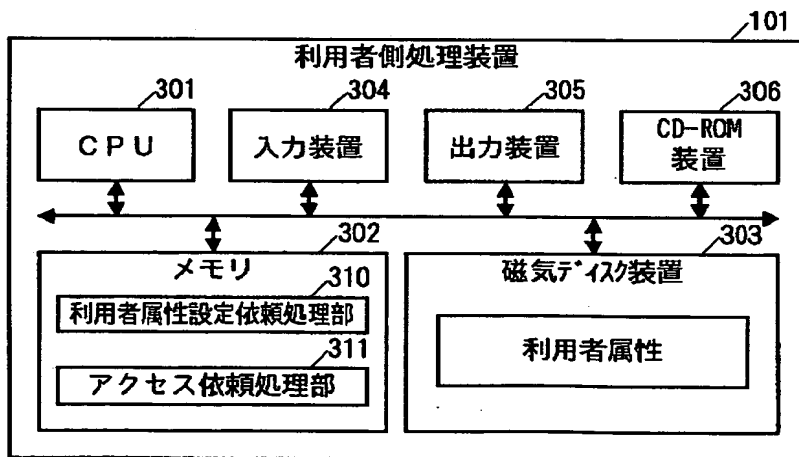 101
利用者側処理装置
301
304
305
306
CPU
入力装置
出力装置
CD-ROM
装置
302
303
メモリ
磁気ディスク装置
310
利用者属性設定依頼処理部
利用者属性
311
アクセス依頼処理部